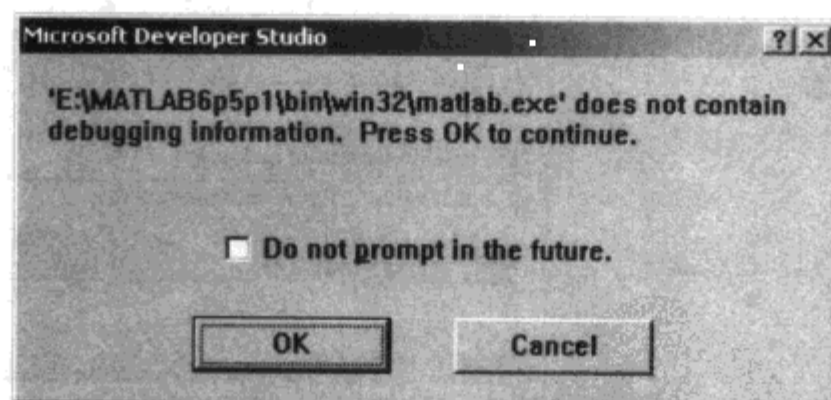 Microsoft Developer Studio
'E:\MATLAB6p5p1\bin\win32\matlab.exe' does not contain
debugging information. Press OK to continue.
Do not prompt in the future.
OK
Cancel